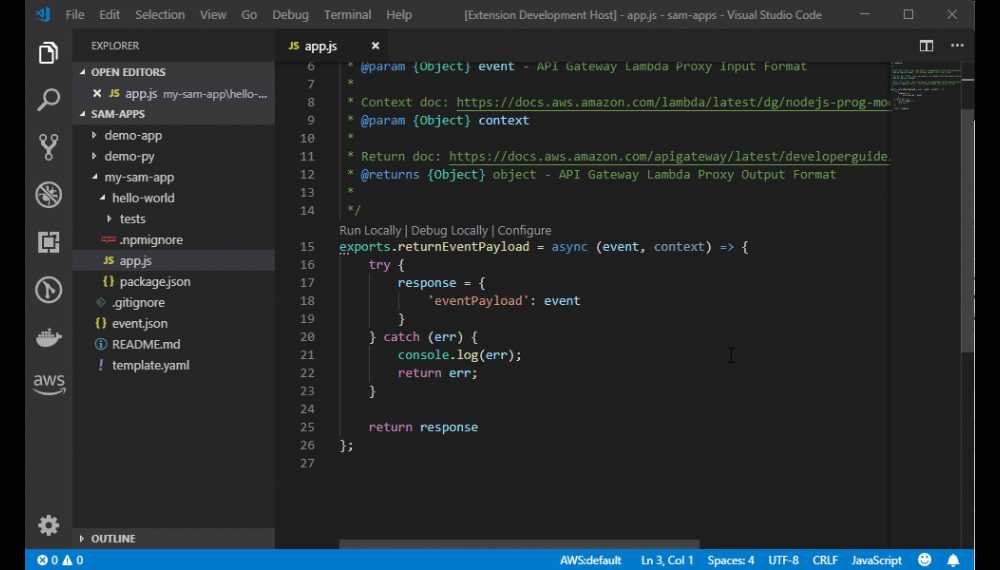 File Edit Selection View Go Debug Terminal Help [Extension Development Host] - app.js - sam-apps - Visual Studio Code
EXPLORER
OPEN EDITORS
JS app.js my-sam-app\hello-...
SAM-APPS
demo-app
demo-py
my-sam-app
hello-world
tests
.npmignore
JS app.js
{} package.json
.gitignore
{} event.json
README.md
! template.yaml
OUTLINE
aws
JS app.js
6 * @param {Object} event - API Gateway Lambda Proxy Input Format
7 *
8 * Context doc: https://docs.aws.amazon.com/lambda/latest/dg/nodejs-prog-mo
9 * @param {Object} context
10 *
11 * Return doc: https://docs.aws.amazon.com/apigateway/latest/developerguide
12 * @returns {Object} object - API Gateway Lambda Proxy Output Format
13 *
14 */
Run Locally | Debug Locally | Configure
15 exports.returnEventPayload = async (event, context) => {
16 try {
17 response = {
18 'eventPayload': event
19 }
20 } catch (err) {
21 console.log(err);
22 return err;
23 }
24
25 return response
26 };
27
0 0 AWS:default Ln 3, Col 1 Spaces: 4 UTF-8 CRLF JavaScript